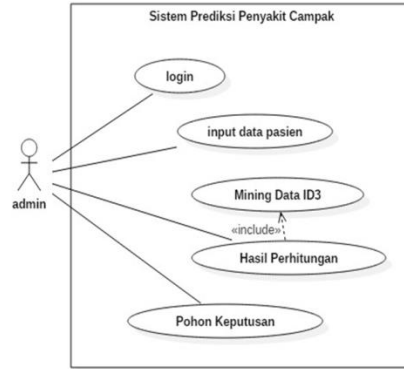 Sistem Prediksi Penyakit Campak
login
input data pasien
admin
Mining Data ID3
«include»
Hasil Perhitungan
Pohon Keputusan